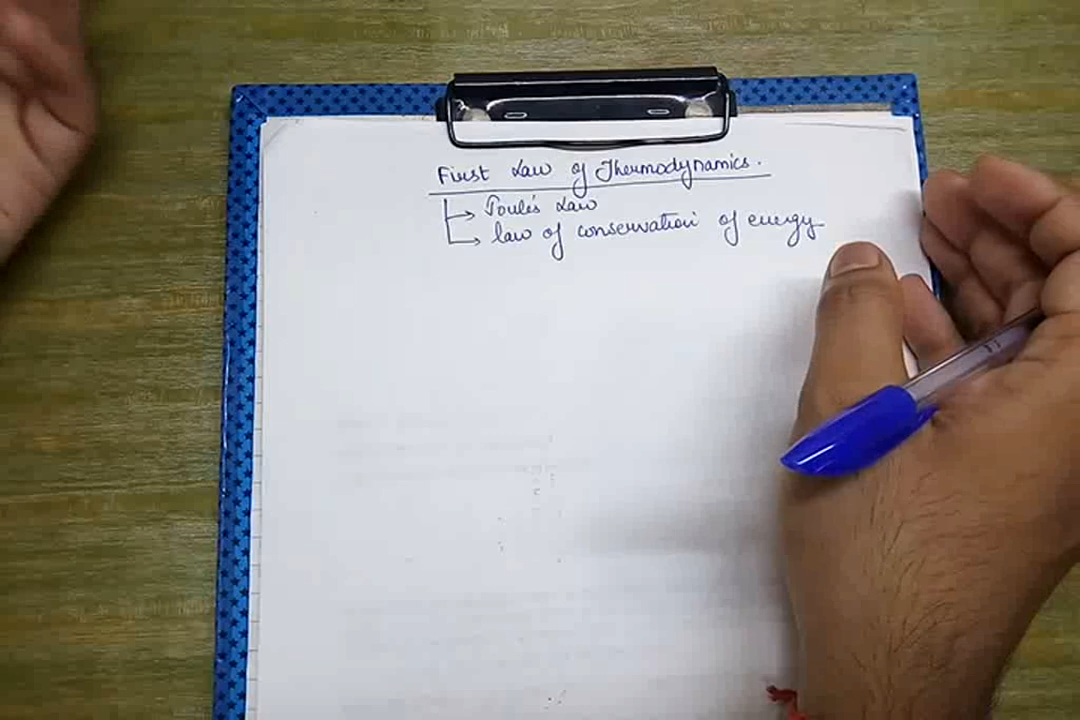 First Law of Thermodynamics.
Joule's Law
law of conservation of energy